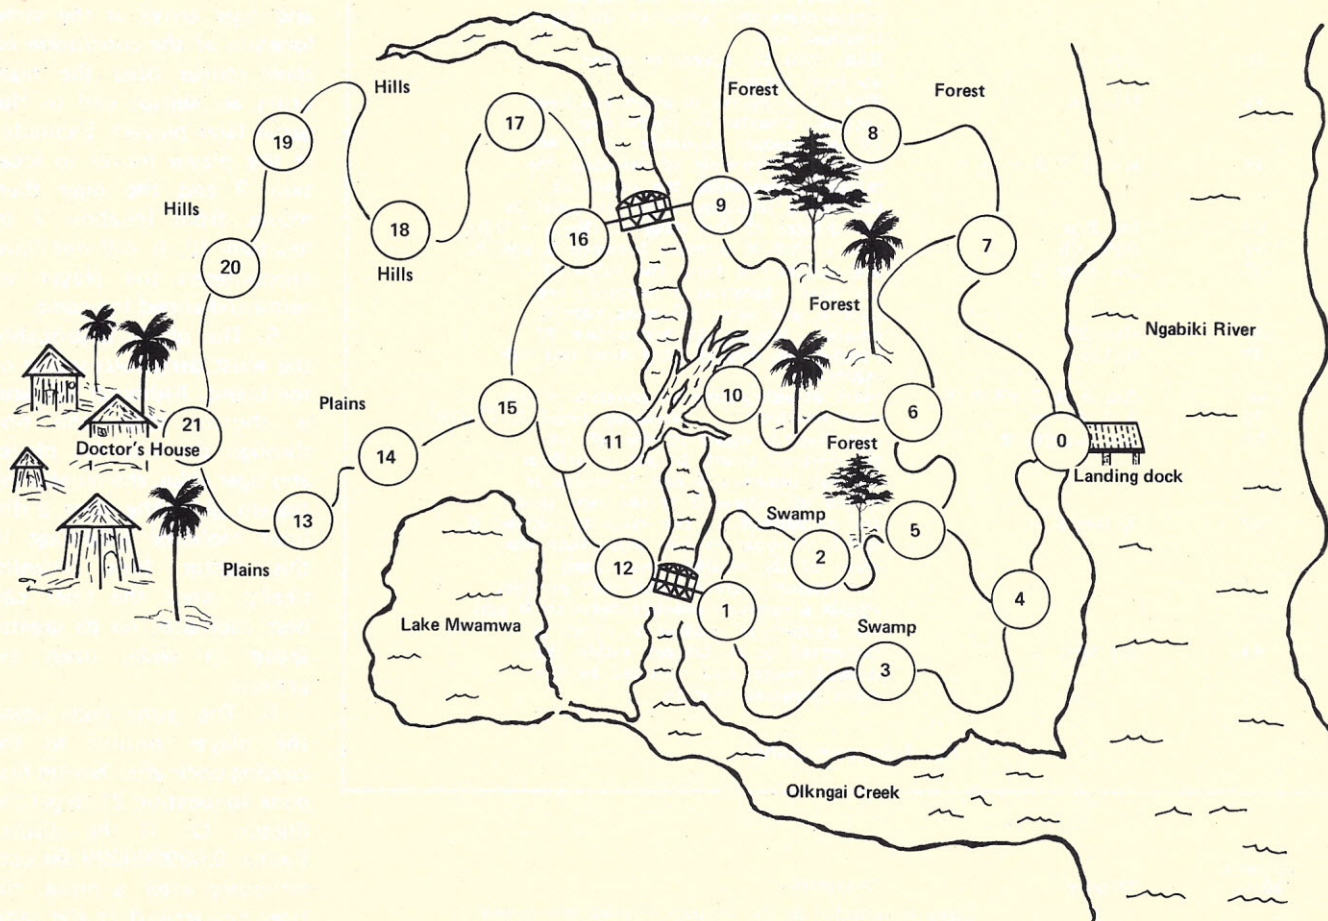 Hills
Forest
Forest
17
8
19
Hills
9
18
16
7
20
Hills
Forest
Ngabiki River
10
Plains
15
6
21
11
0
Forest
Doctor's House
14
Landing dock
Swamp
13
5
2
12
Plains
4
1
Lake Mwamwa
Swamp
3
Olkngai Creek